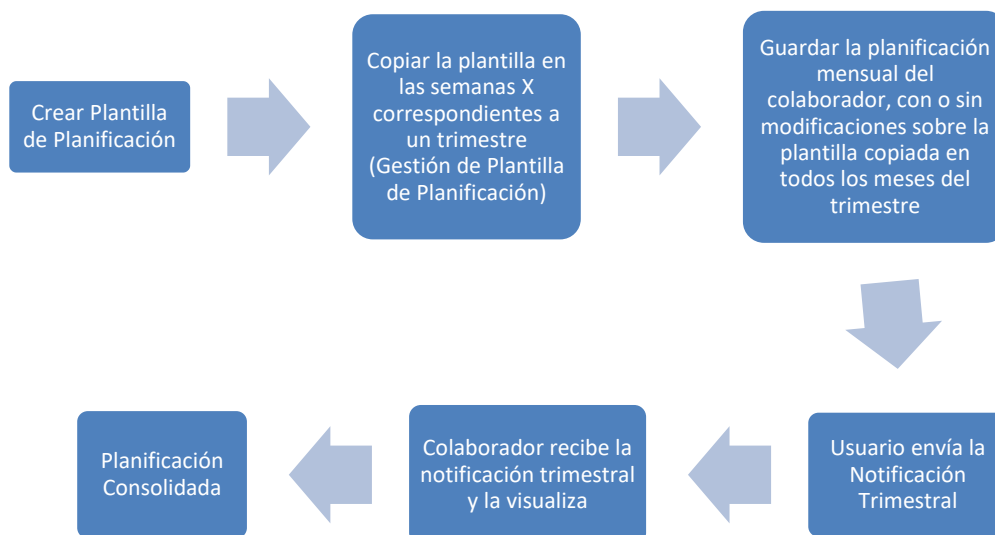 Crear Plantilla
de Planificación
Copiar la plantilla en
las semanas X
correspondientes a
un trimestre
(Gestión de Plantilla
de Planificación)
Guardar la planificación
mensual del
colaborador, con o sin
modificaciones sobre la
plantilla copiada en
todos los meses del
trimestre
Usuario envía la
Notificación
Trimestral
Colaborador recibe la
notificación trimestral
y la visualiza
Planificación
Consolidada